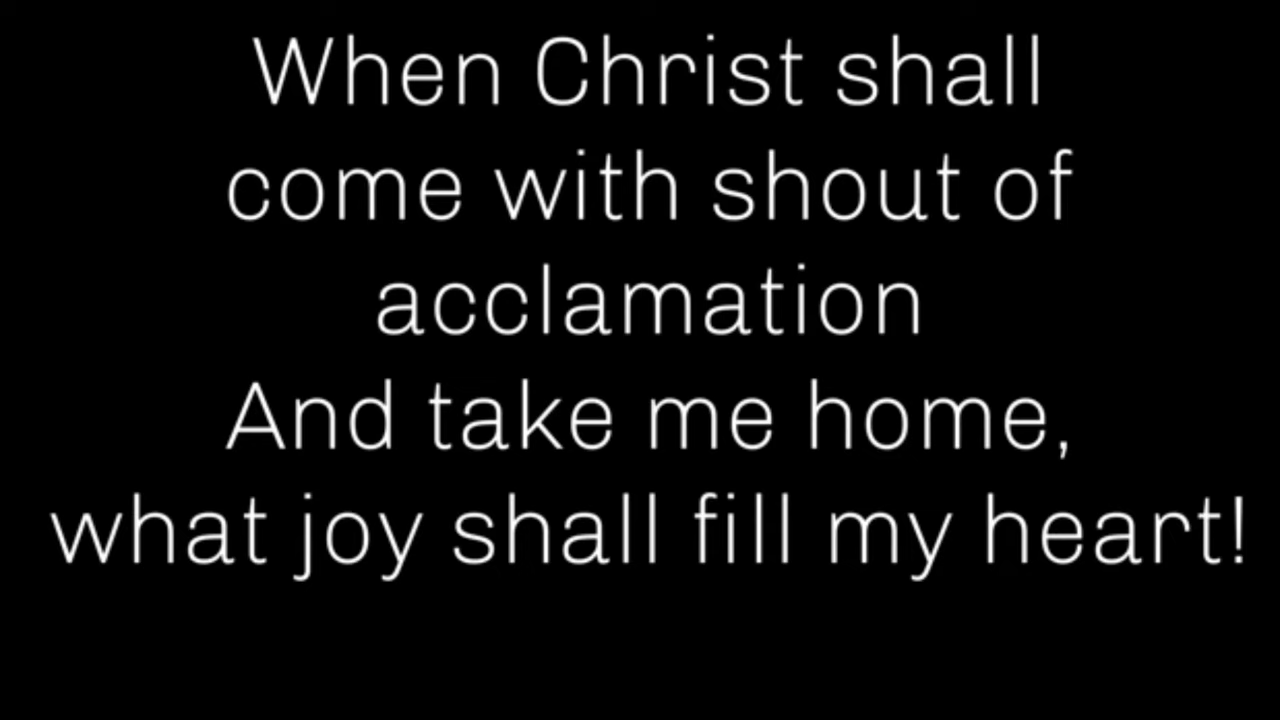 When Christ shall
come with shout of
acclamation
And take me home,
what joy shall fill my heart!